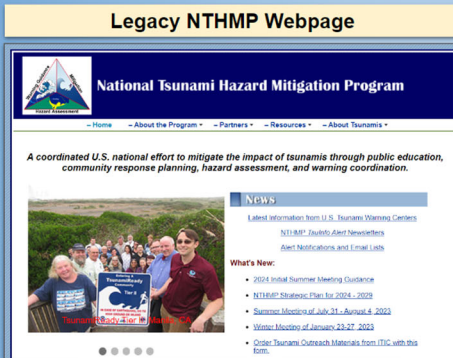 Legacy NTHMP Webpage
National Tsunami Hazard Mitigation Program
Hazard Assessment
– Home – About the Program – Partners – Resources – About Tsunamis
A coordinated U.S. national effort to mitigate the impact of tsunamis through public education,
community response planning, hazard assessment, and warning coordination.
News
Latest Information from U.S. Tsunami Warning Centers
NTHMP TsuInfo Alert Newsletters
Alert Notifications and Email Lists
What's New:
2024 Initial Summer Meeting Guidance
NTHMP Strategic Plan for 2024 - 2029
Summer Meeting of July 31 - August 4, 2023
Winter Meeting of January 23-27, 2023
Order Tsunami Outreach Materials from ITIC with this
form.
Entering a
TsunamiReady
Community
TsunamiReady Tier